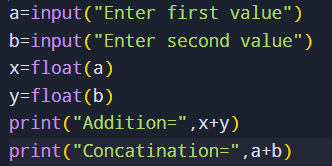 a=input("Enter first value")
b=input("Enter second value")
x=float(a)
y=float(b)
print("Addition=",x+y)
print("Concatination=",a+b)